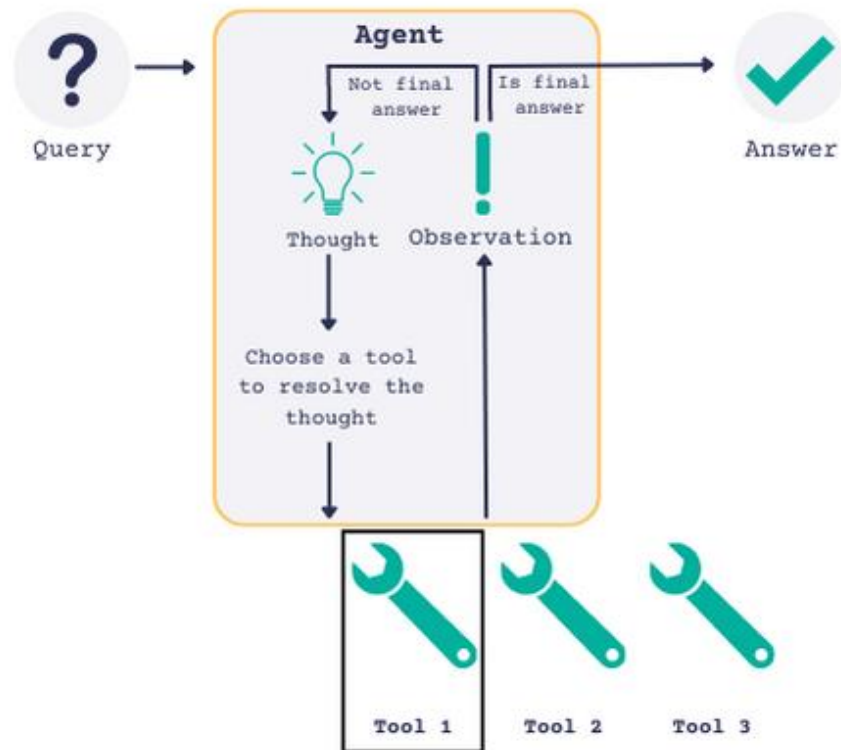 Agent
Query
Not final
answer
Is final
answer
Answer
Thought
Observation
Choose a tool
to resolve the
thought
Tool 1
Tool 2
Tool 3